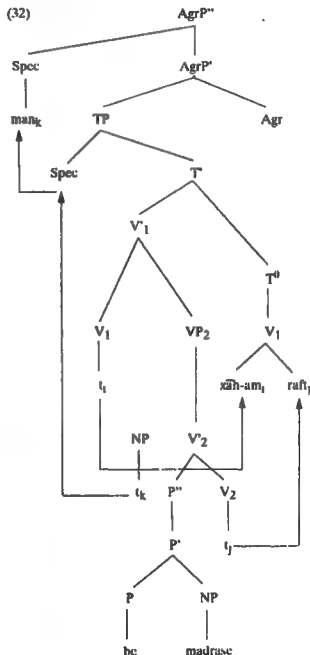 (32) AgrP"
Spec AgrP'
man_k TP Agr
Spec T'
V'_1 T^0
V_1 VP_2 V_1
t_i xān-am_i raft_j
NP V'_2
t_k P" V_2
P' t_j
P NP
be madrase